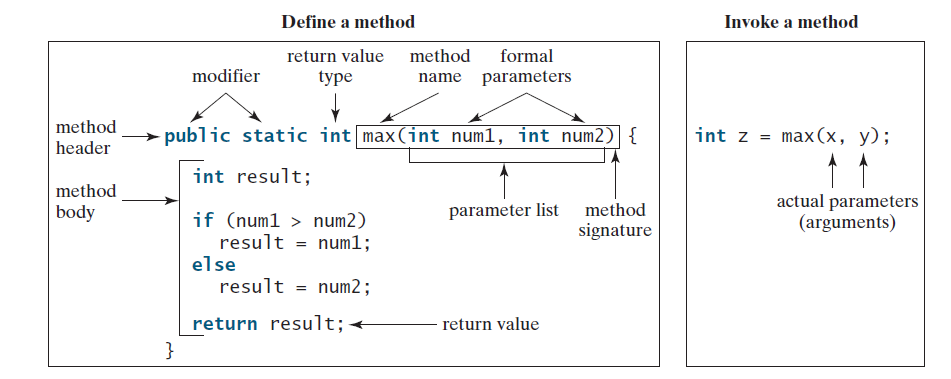 Define a method
Invoke a method
return value type
method name
formal parameters
modifier
method header
public static int max(int num1, int num2) {
int z = max(x, y);
method body
int result;
parameter list
method signature
actual parameters
(arguments)
if (num1 > num2)
result = num1;
else
result = num2;
return result;
return value
}